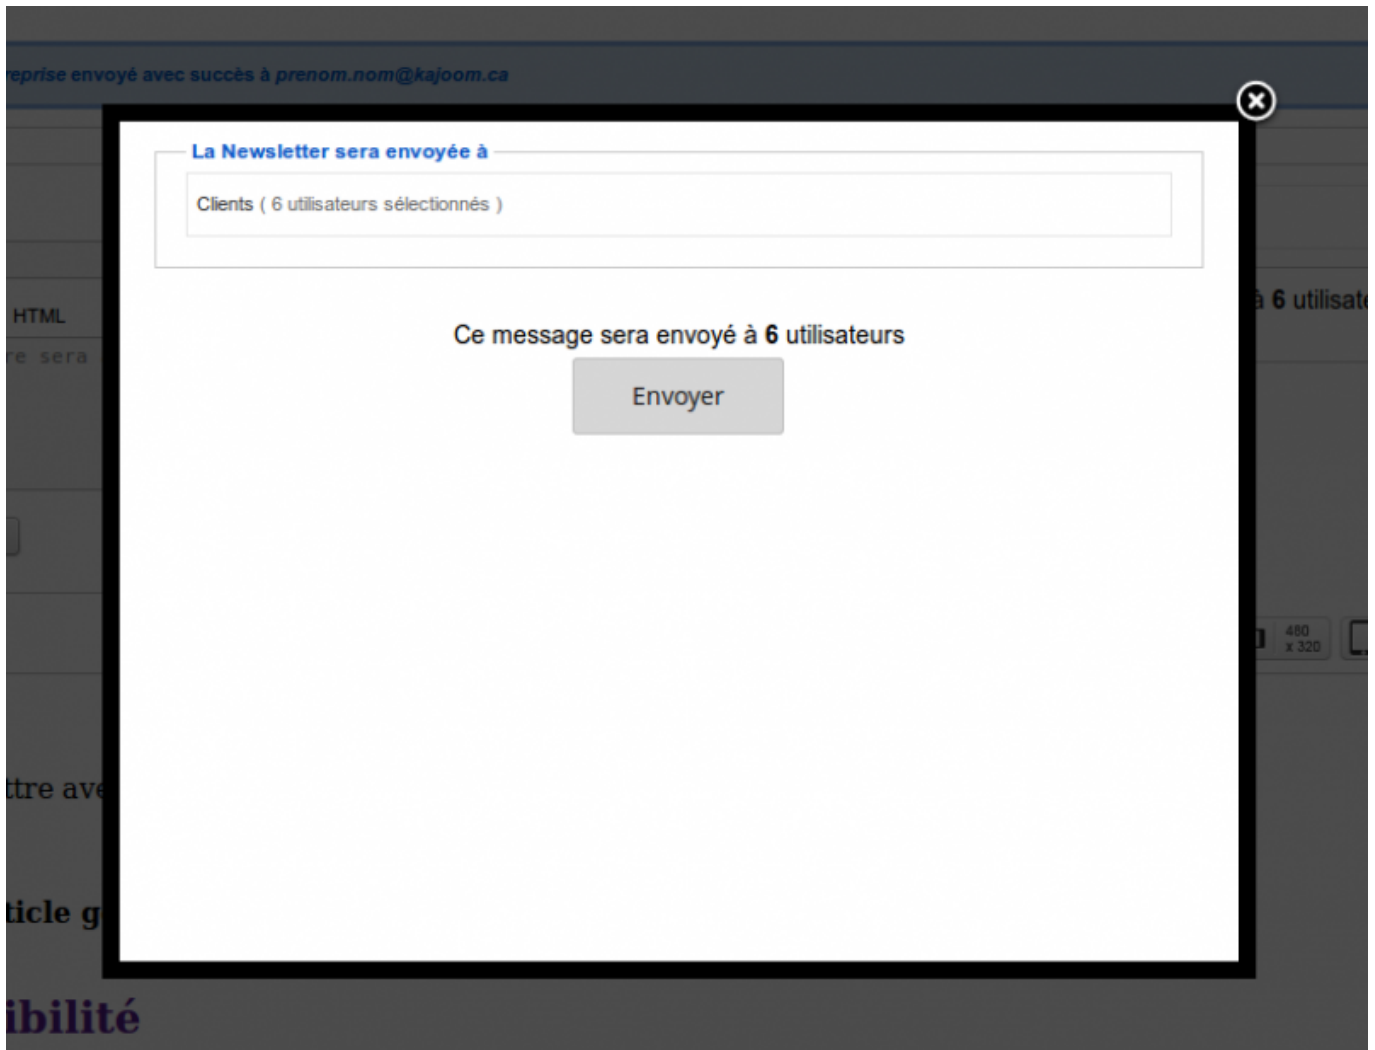 reprise envoyé avec succès à prenom.nom@kajoom.ca
La Newsletter sera envoyée à
Clients ( 6 utilisateurs sélectionnés )
à 6 utilisate
HTML
Ce message sera envoyé à 6 utilisateurs
re sera
Envoyer
480
x 320
ttre ave
ticle g
ibilité